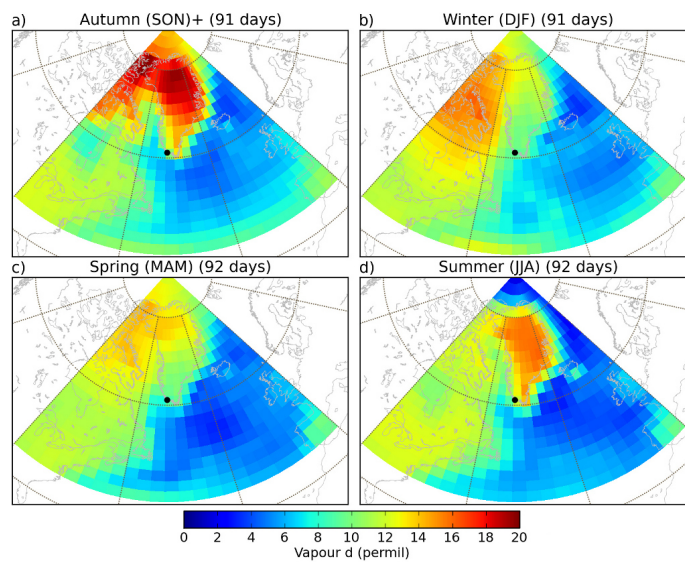 a) Autumn (SON)+ (91 days)
b) Winter (DJF) (91 days)
c) Spring (MAM) (92 days)
d) Summer (JJA) (92 days)
0 2 4 6 8 10 12 14 16 18 20
Vapour d (permil)